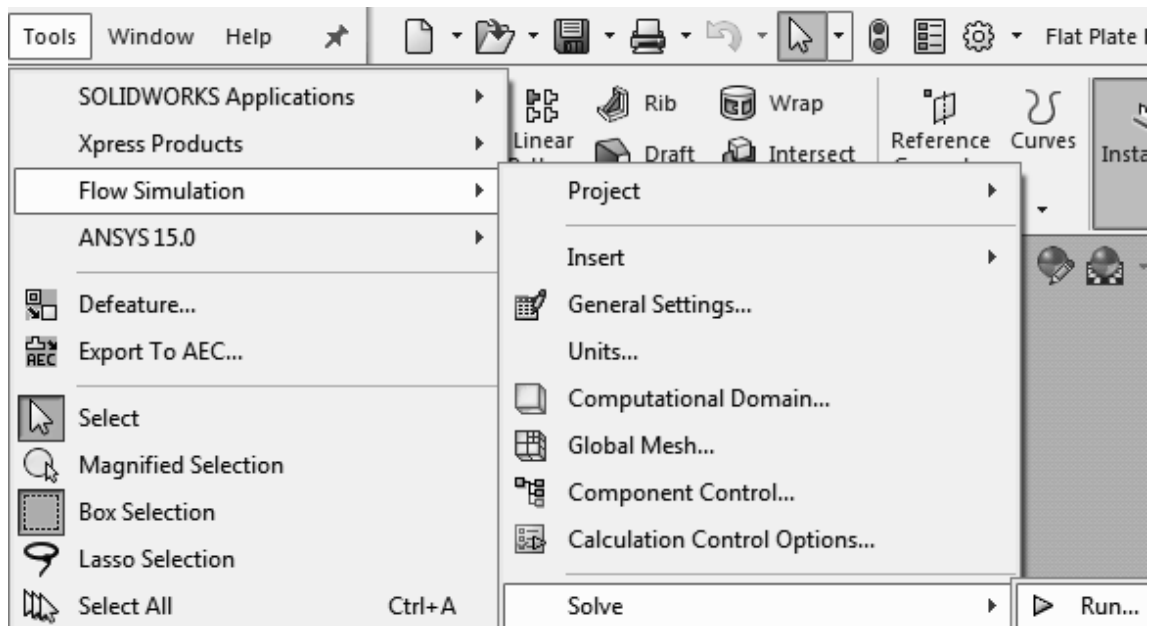 Tools Window Help Flat Plate
SOLIDWORKS Applications
Xpress Products
Flow Simulation
ANSYS 15.0
Defeature...
AEC Export To AEC...
Select
Magnified Selection
Box Selection
Lasso Selection
Select All Ctrl+A
Linear
Rib
Draft
Wrap
Intersect
Reference
Curves
Project
Insert
General Settings...
Units...
Computational Domain...
Global Mesh...
Component Control...
Calculation Control Options...
Solve
Run...